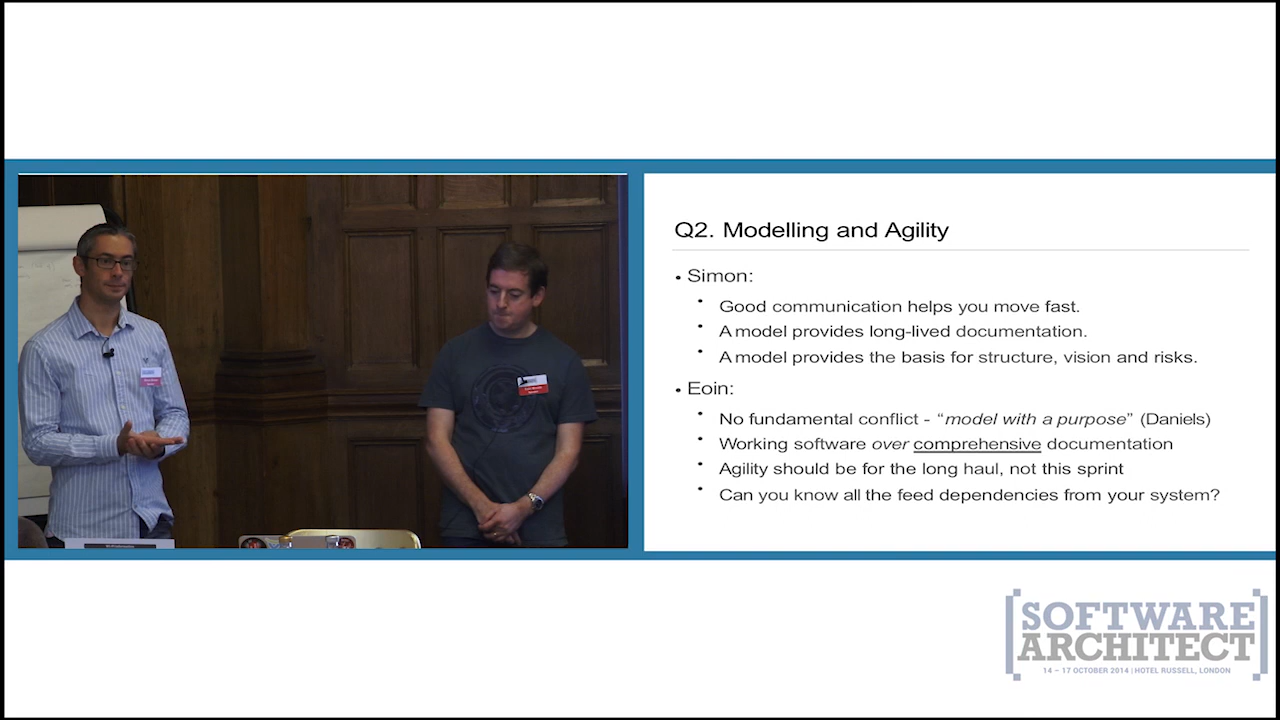 Q2. Modelling and Agility
• Simon:
• Good communication helps you move fast.
• A model provides long-lived documentation.
• A model provides the basis for structure, vision and risks.
• Eoin:
• No fundamental conflict - “model with a purpose” (Daniels)
• Working software over comprehensive documentation
• Agility should be for the long haul, not this sprint
• Can you know all the feed dependencies from your system?
[SOFTWARE
ARCHITECT]
14 – 17 OCTOBER 2014 | HOTEL RUSSELL, LONDON